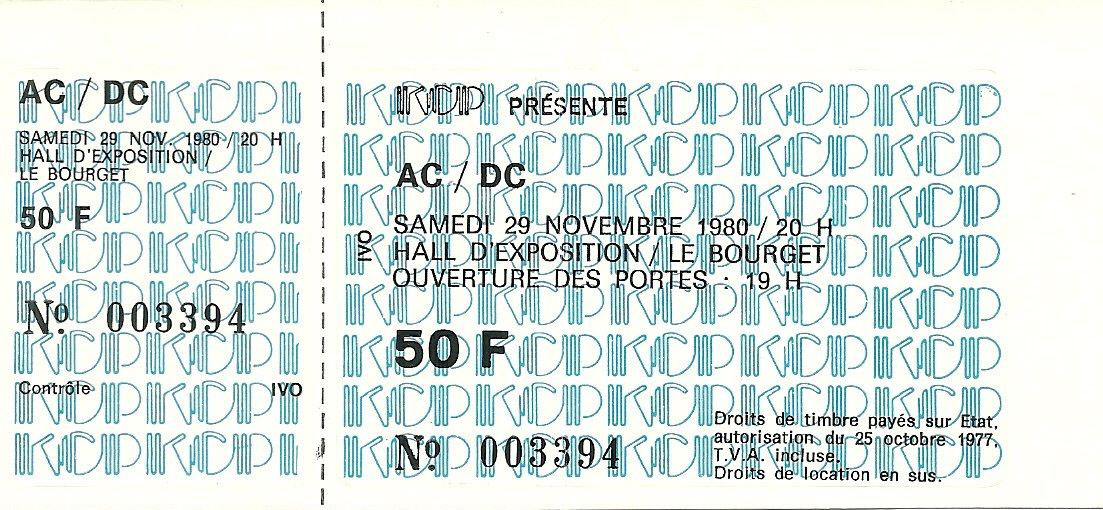 AC / DC
SAMEDI 29 NOV. 1980 / 20 H
HALL D'EXPOSITION /
LE BOURGET
50 F
Nº 003394
Contrôle IVO
KCP PRÉSENTE
AC / DC
IVO
SAMEDI 29 NOVEMBRE 1980 / 20 H
HALL D'EXPOSITION / LE BOURGET
OUVERTURE DES PORTES : 19 H
50 F
Nº 003394
Droits de timbre payés sur Etat,
autorisation du 25 octobre 1977,
T.V.A. incluse.
Droits de location en sus.